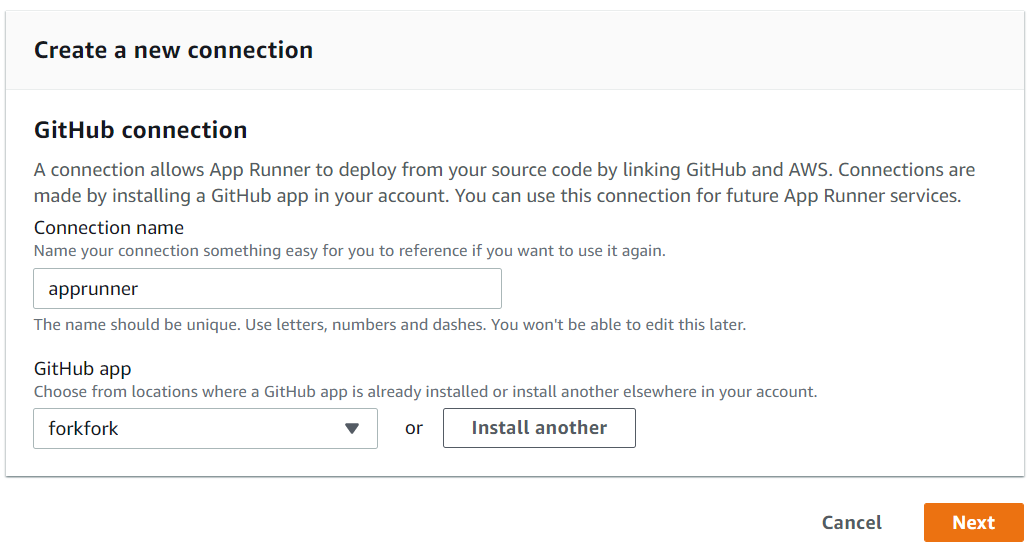 Create a new connection
GitHub connection
A connection allows App Runner to deploy from your source code by linking GitHub and AWS. Connections are
made by installing a GitHub app in your account. You can use this connection for future App Runner services.
Connection name
Name your connection something easy for you to reference if you want to use it again.
apprunner
The name should be unique. Use letters, numbers and dashes. You won't be able to edit this later.
GitHub app
Choose from locations where a GitHub app is already installed or install another elsewhere in your account.
forkfork or Install another
Cancel Next